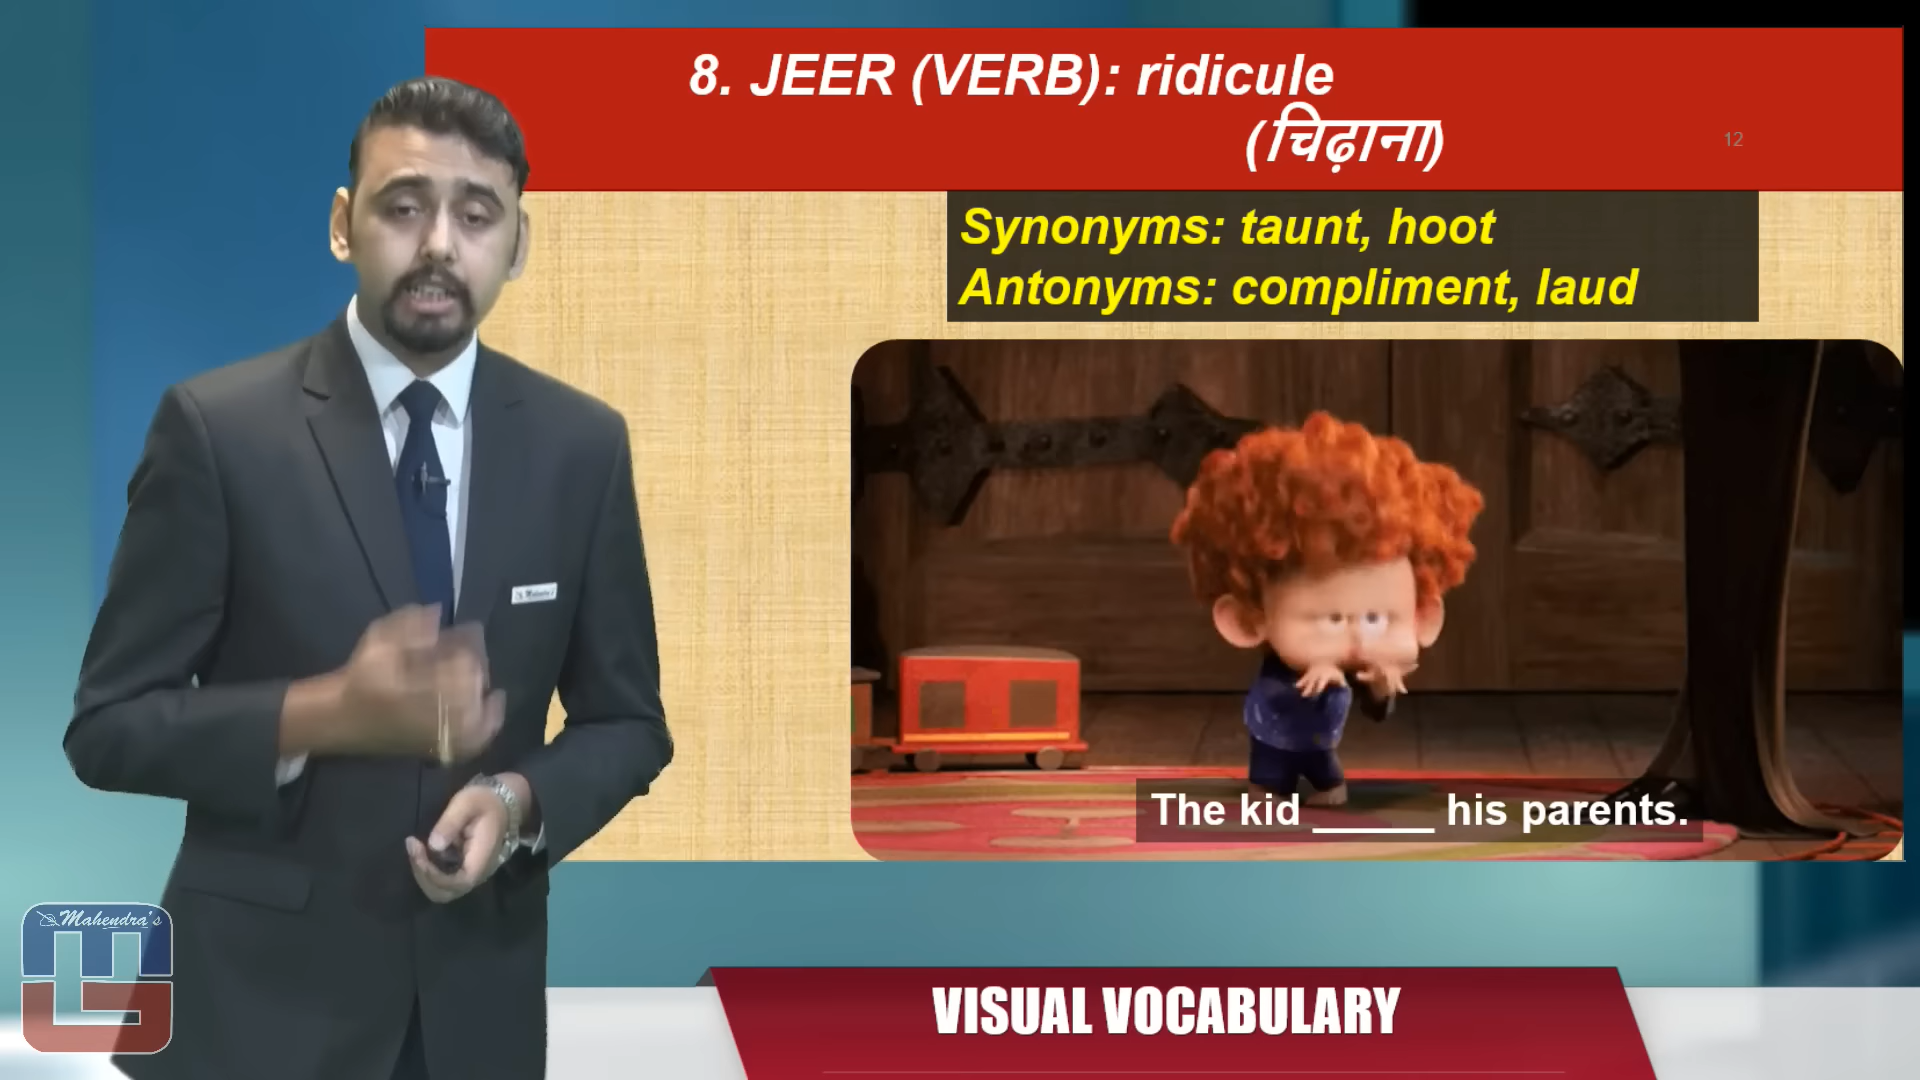 8. JEER (VERB): ridicule
(चिढ़ाना)
12
Synonyms: taunt, hoot
Antonyms: compliment, laud
The kid _____ his parents.
Mahendra's
VISUAL VOCABULARY